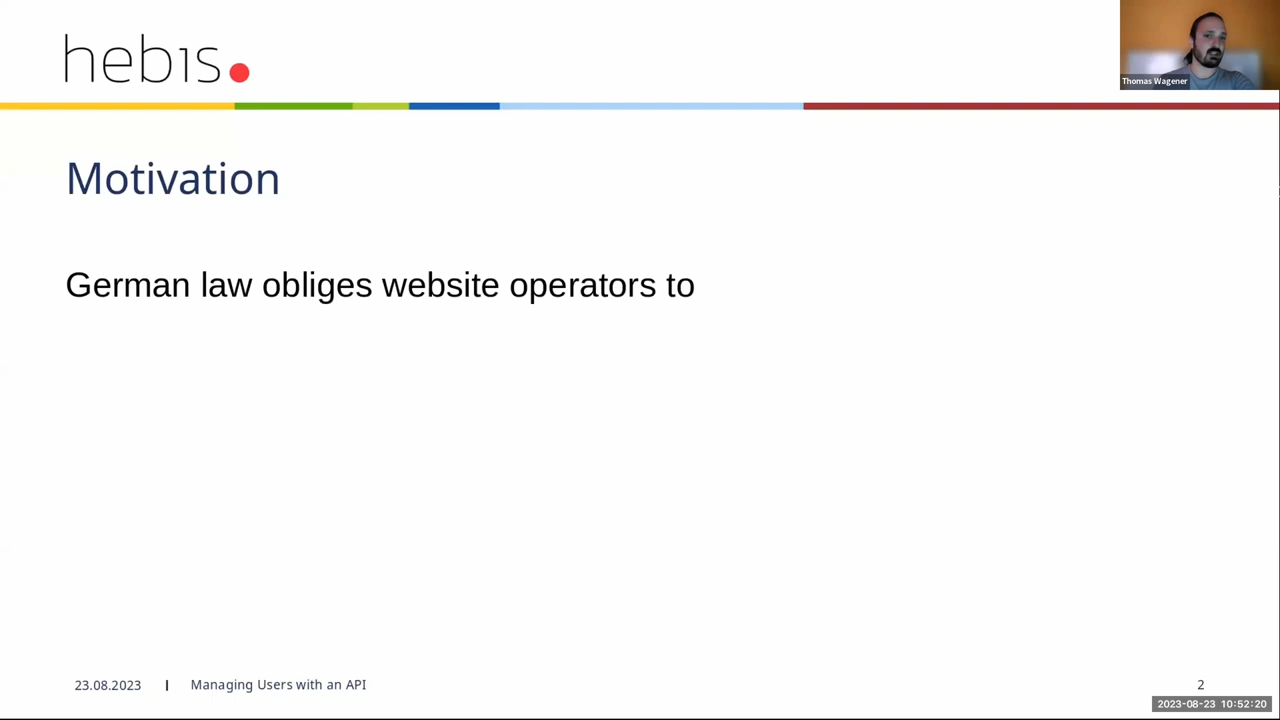 hebis
Thomas Wagener
Motivation
German law obliges website operators to
23.08.2023 | Managing Users with an API 2
2023-08-23 10:52:20